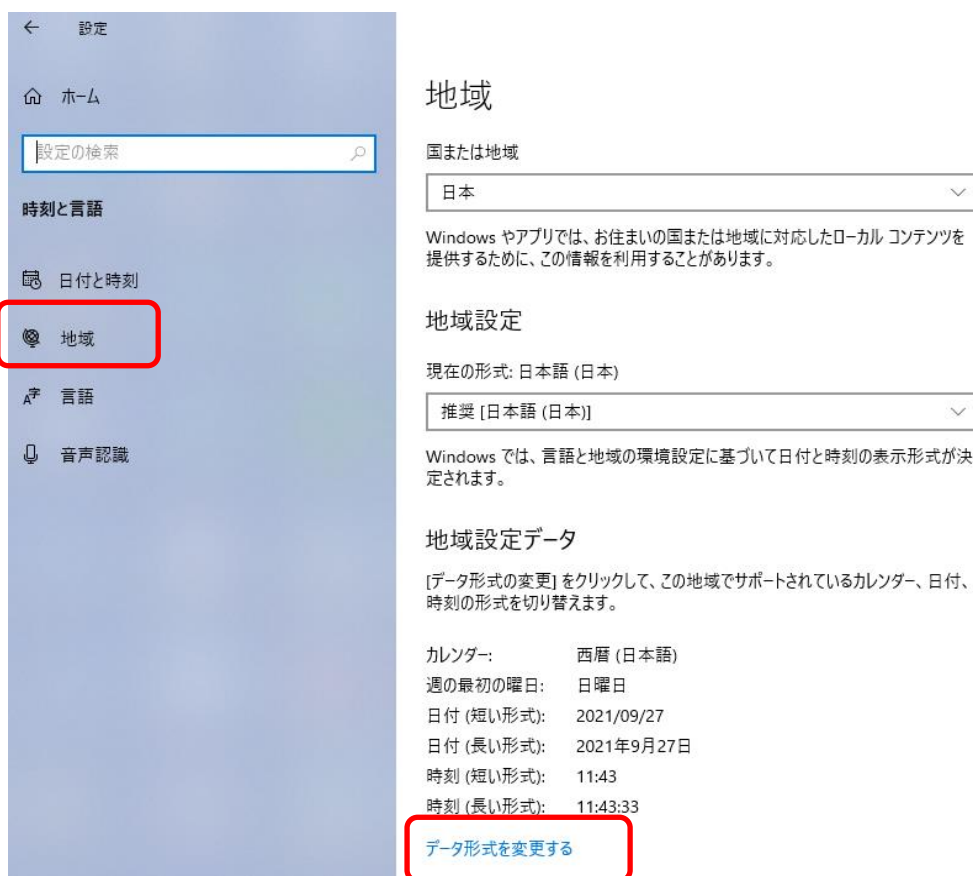 設定
ホーム
設定の検索
時刻と言語
日付と時刻
地域
言語
音声認識
地域
国または地域
日本
Windows やアプリでは、お住まいの国または地域に対応したローカル コンテンツを
提供するために、この情報を利用することがあります。
地域設定
現在の形式: 日本語 (日本)
推奨 [日本語 (日本)]
Windows では、言語と地域の環境設定に基づいて日付と時刻の表示形式が決
定されます。
地域設定データ
[データ形式の変更] をクリックして、この地域でサポートされているカレンダー、日付、
時刻の形式を切り替えます。
カレンダー: 西暦 (日本語)
週の最初の曜日: 日曜日
日付 (短い形式): 2021/09/27
日付 (長い形式): 2021年9月27日
時刻 (短い形式): 11:43
時刻 (長い形式): 11:43:33
データ形式を変更する